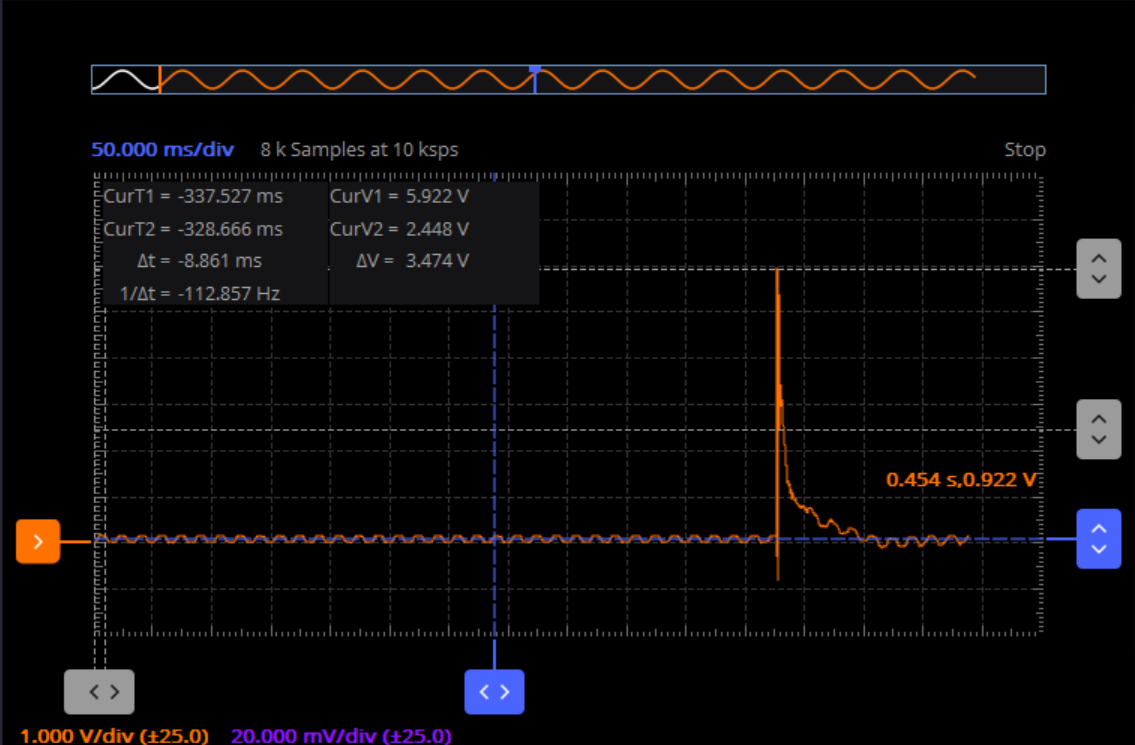 50.000 ms/div 8 k Samples at 10 ksps Stop
CurT1 = -337.527 ms CurV1 = 5.922 V
CurT2 = -328.666 ms CurV2 = 2.448 V
Δt = -8.861 ms ΔV = 3.474 V
1/Δt = -112.857 Hz
0.454 s,0.922 V
1.000 V/div (±25.0) 20.000 mV/div (±25.0)